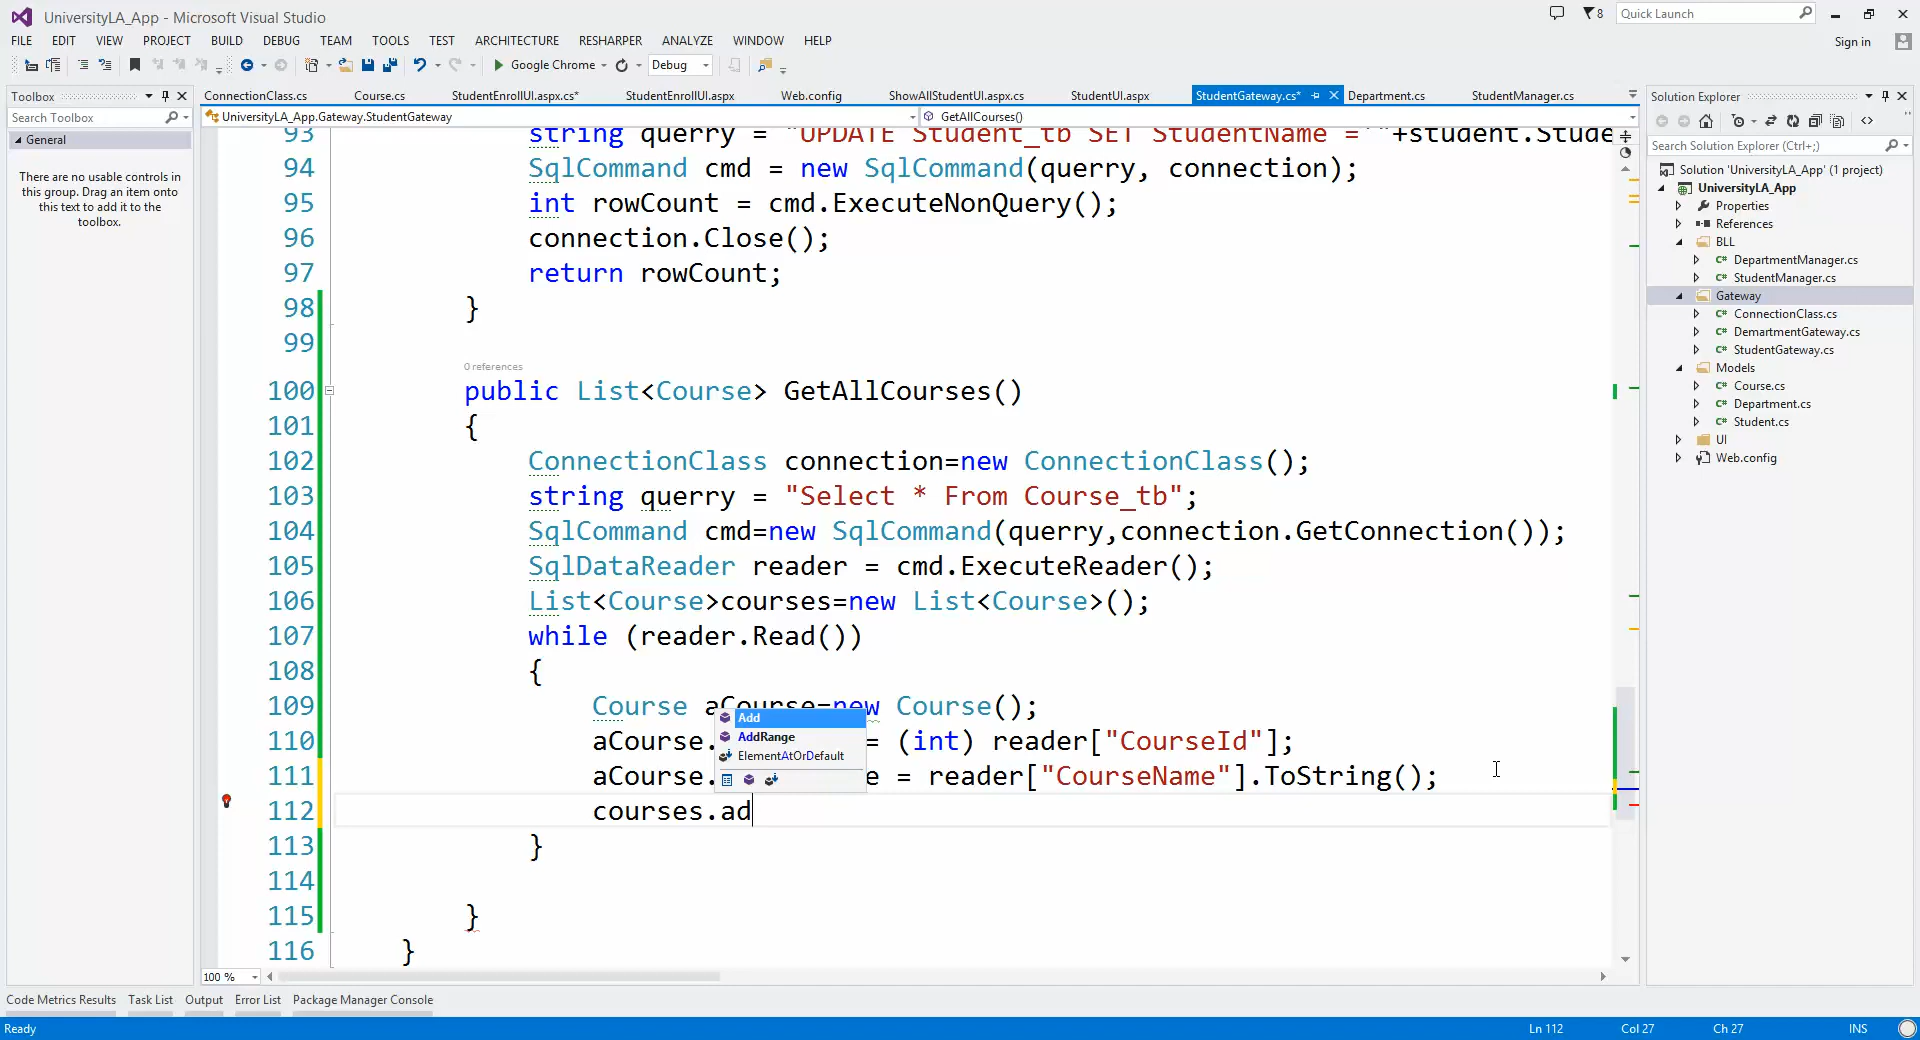 UniversityLA_App - Microsoft Visual Studio
8
Quick Launch
FILE EDIT VIEW PROJECT BUILD DEBUG TEAM TOOLS TEST ARCHITECTURE RESHARPER ANALYZE WINDOW HELP
Sign in
Google Chrome
Debug
Toolbox
Search Toolbox
General
There are no usable controls in
this group. Drag an item onto
this text to add it to the
toolbox.
ConnectionClass.cs Course.cs StudentEnrollUI.aspx.cs* StudentEnrollUI.aspx Web.config ShowAllStudentUI.aspx.cs StudentUI.aspx StudentGateway.cs* Department.cs StudentManager.cs
UniversityLA_App.Gateway.StudentGateway
GetAllCourses()
93 string querry = "UPDATE Student_tb SET StudentName ='"+student.Stude
94 SqlCommand cmd = new SqlCommand(querry, connection);
95 int rowCount = cmd.ExecuteNonQuery();
96 connection.Close();
97 return rowCount;
98 }
99
0 references
100 public List<Course> GetAllCourses()
101 {
102 ConnectionClass connection=new ConnectionClass();
103 string querry = "Select * From Course_tb";
104 SqlCommand cmd=new SqlCommand(querry,connection.GetConnection());
105 SqlDataReader reader = cmd.ExecuteReader();
106 List<Course>courses=new List<Course>();
107 while (reader.Read())
108 {
109 Course aCourse=new Course();
110 aCourse. = (int) reader["CourseId"];
111 aCourse. e = reader["CourseName"].ToString();
112 courses.ad
113 }
114
115 }
116 }
Add
AddRange
ElementAtOrDefault
100 %
Solution Explorer
Search Solution Explorer (Ctrl+;)
Solution 'UniversityLA_App' (1 project)
UniversityLA_App
Properties
References
BLL
DepartmentManager.cs
StudentManager.cs
Gateway
ConnectionClass.cs
DemartmentGateway.cs
StudentGateway.cs
Models
Course.cs
Department.cs
Student.cs
UI
Web.config
Code Metrics Results Task List Output Error List Package Manager Console
Ready
Ln 112 Col 27 Ch 27 INS